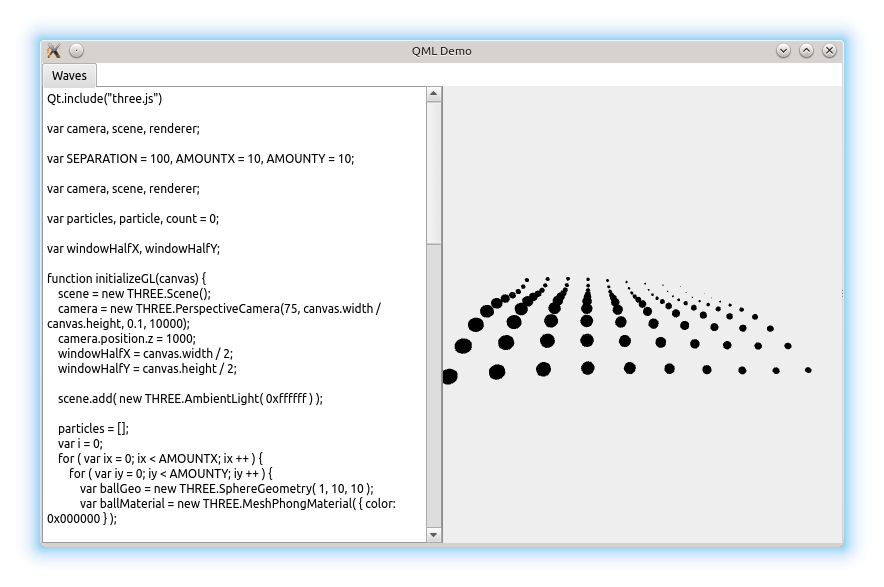 QML Demo
Waves
Qt.include("three.js")
var camera, scene, renderer;
var SEPARATION = 100, AMOUNTX = 10, AMOUNTY = 10;
var camera, scene, renderer;
var particles, particle, count = 0;
var windowHalfX, windowHalfY;
function initializeGL(canvas) {
scene = new THREE.Scene();
camera = new THREE.PerspectiveCamera(75, canvas.width /
canvas.height, 0.1, 10000);
camera.position.z = 1000;
windowHalfX = canvas.width / 2;
windowHalfY = canvas.height / 2;
scene.add( new THREE.AmbientLight( 0xffffff ) );
particles = [];
var i = 0;
for ( var ix = 0; ix < AMOUNTX; ix ++ ) {
for ( var iy = 0; iy < AMOUNTY; iy ++ ) {
var ballGeo = new THREE.SphereGeometry( 1, 10, 10 );
var ballMaterial = new THREE.MeshPhongMaterial( { color:
0x000000 } );